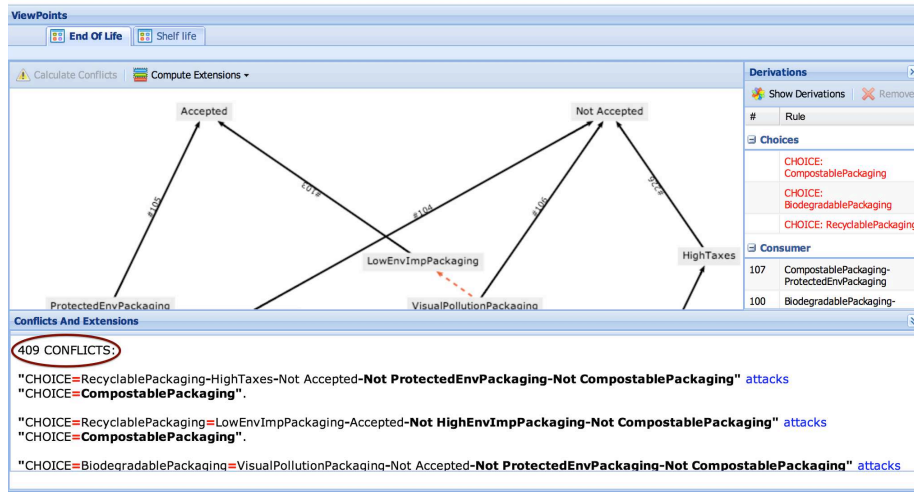 ViewPoints
End Of Life
Shelf life
Calculate Conflicts
Compute Extensions
Accepted
Not Accepted
#105
#103
#104
#106
#226
LowEnvImpPackaging
HighTaxes
ProtectedEnvPackaging
VisualPollutionPackaging
Derivations
Show Derivations
Remove
# Rule
Choices
CHOICE:
CompostablePackaging
CHOICE:
BiodegradablePackaging
CHOICE: RecyclablePackaging
Consumer
107 CompostablePackaging-
ProtectedEnvPackaging
100 BiodegradablePackaging-
Conflicts And Extensions
409 CONFLICTS:
"CHOICE=RecyclablePackaging-HighTaxes-Not Accepted-Not ProtectedEnvPackaging-Not CompostablePackaging" attacks
"CHOICE=CompostablePackaging".
"CHOICE=RecyclablePackaging=LowEnvImpPackaging-Accepted-Not HighEnvImpPackaging-Not CompostablePackaging" attacks
"CHOICE=CompostablePackaging".
"CHOICE=BiodegradablePackaging=VisualPollutionPackaging-Not Accepted-Not ProtectedEnvPackaging-Not CompostablePackaging" attacks